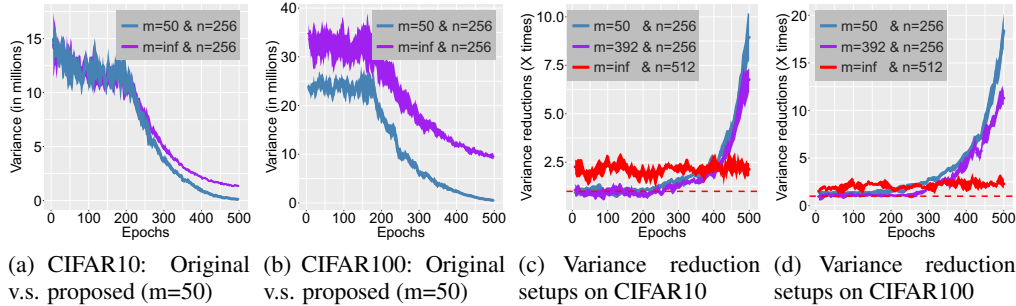 Variance (in millions)
15
10
5
0
m=50 & n=256
m=inf & n=256
0 100 200 300 400 500
Epochs
Variance (in millions)
40
30
20
10
0
m=50 & n=256
m=inf & n=256
0 100 200 300 400 500
Epochs
Variance reductions (X times)
10.0
7.5
5.0
2.5
m=50 & n=256
m=392 & n=256
m=inf & n=512
0 100 200 300 400 500
Epochs
Variance reductions (X times)
20
15
10
5
0
m=50 & n=256
m=392 & n=256
m=inf & n=512
0 100 200 300 400 500
Epochs
(a) CIFAR10: Original
v.s. proposed (m=50)
(b) CIFAR100: Original
v.s. proposed (m=50)
(c) Variance reduction
setups on CIFAR10
(d) Variance reduction
setups on CIFAR100